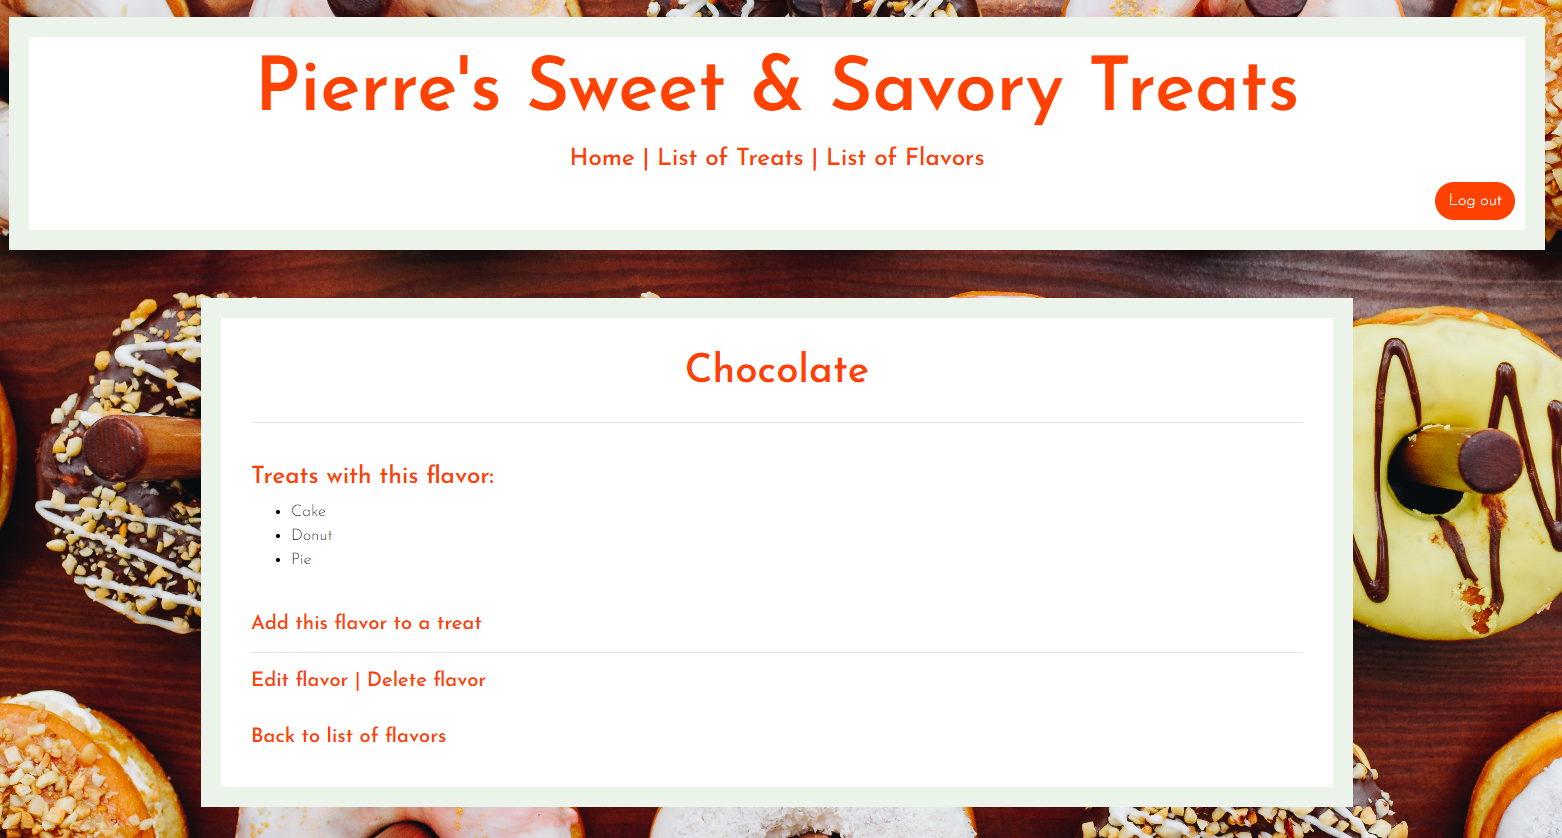 Pierre's Sweet & Savory Treats
Home | List of Treats | List of Flavors
Log out
Chocolate
Treats with this flavor:
Cake
Donut
Pie
Add this flavor to a treat
Edit flavor | Delete flavor
Back to list of flavors